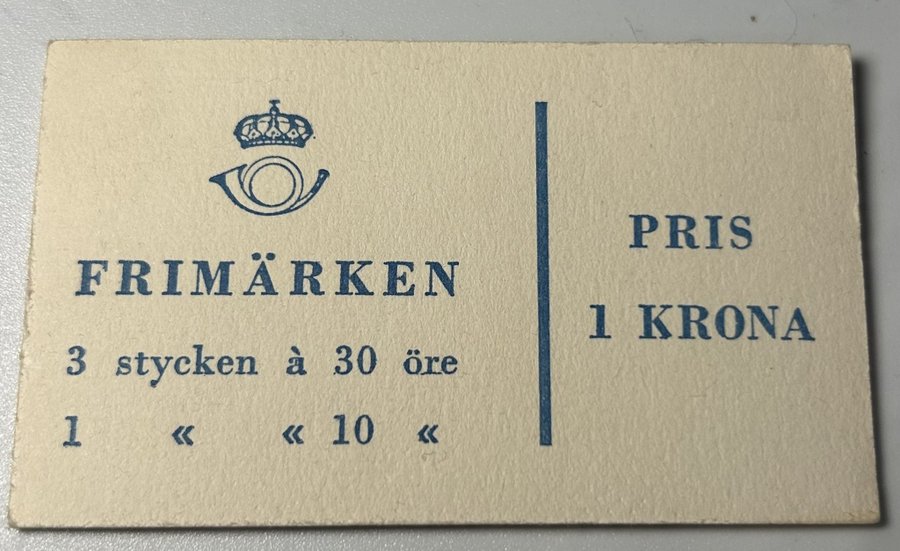 FRIMÄRKEN
3 stycken à 30 öre
1 « « 10 «
PRIS
1 KRONA